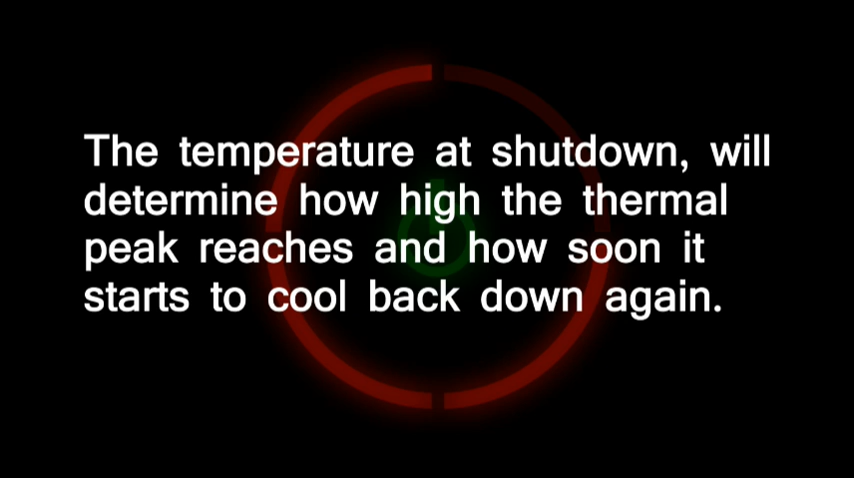 The temperature at shutdown, will
determine how high the thermal
peak reaches and how soon it
starts to cool back down again.